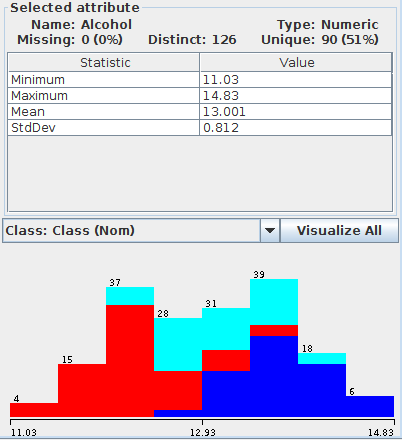 Selected attribute
Name: Alcohol Type: Numeric
Missing: 0 (0%) Distinct: 126 Unique: 90 (51%)
Statistic Value
Minimum 11.03
Maximum 14.83
Mean 13.001
StdDev 0.812
Class: Class (Nom) Visualize All
39
37
31
28
18
15
6
4
11.03 12.93 14.83